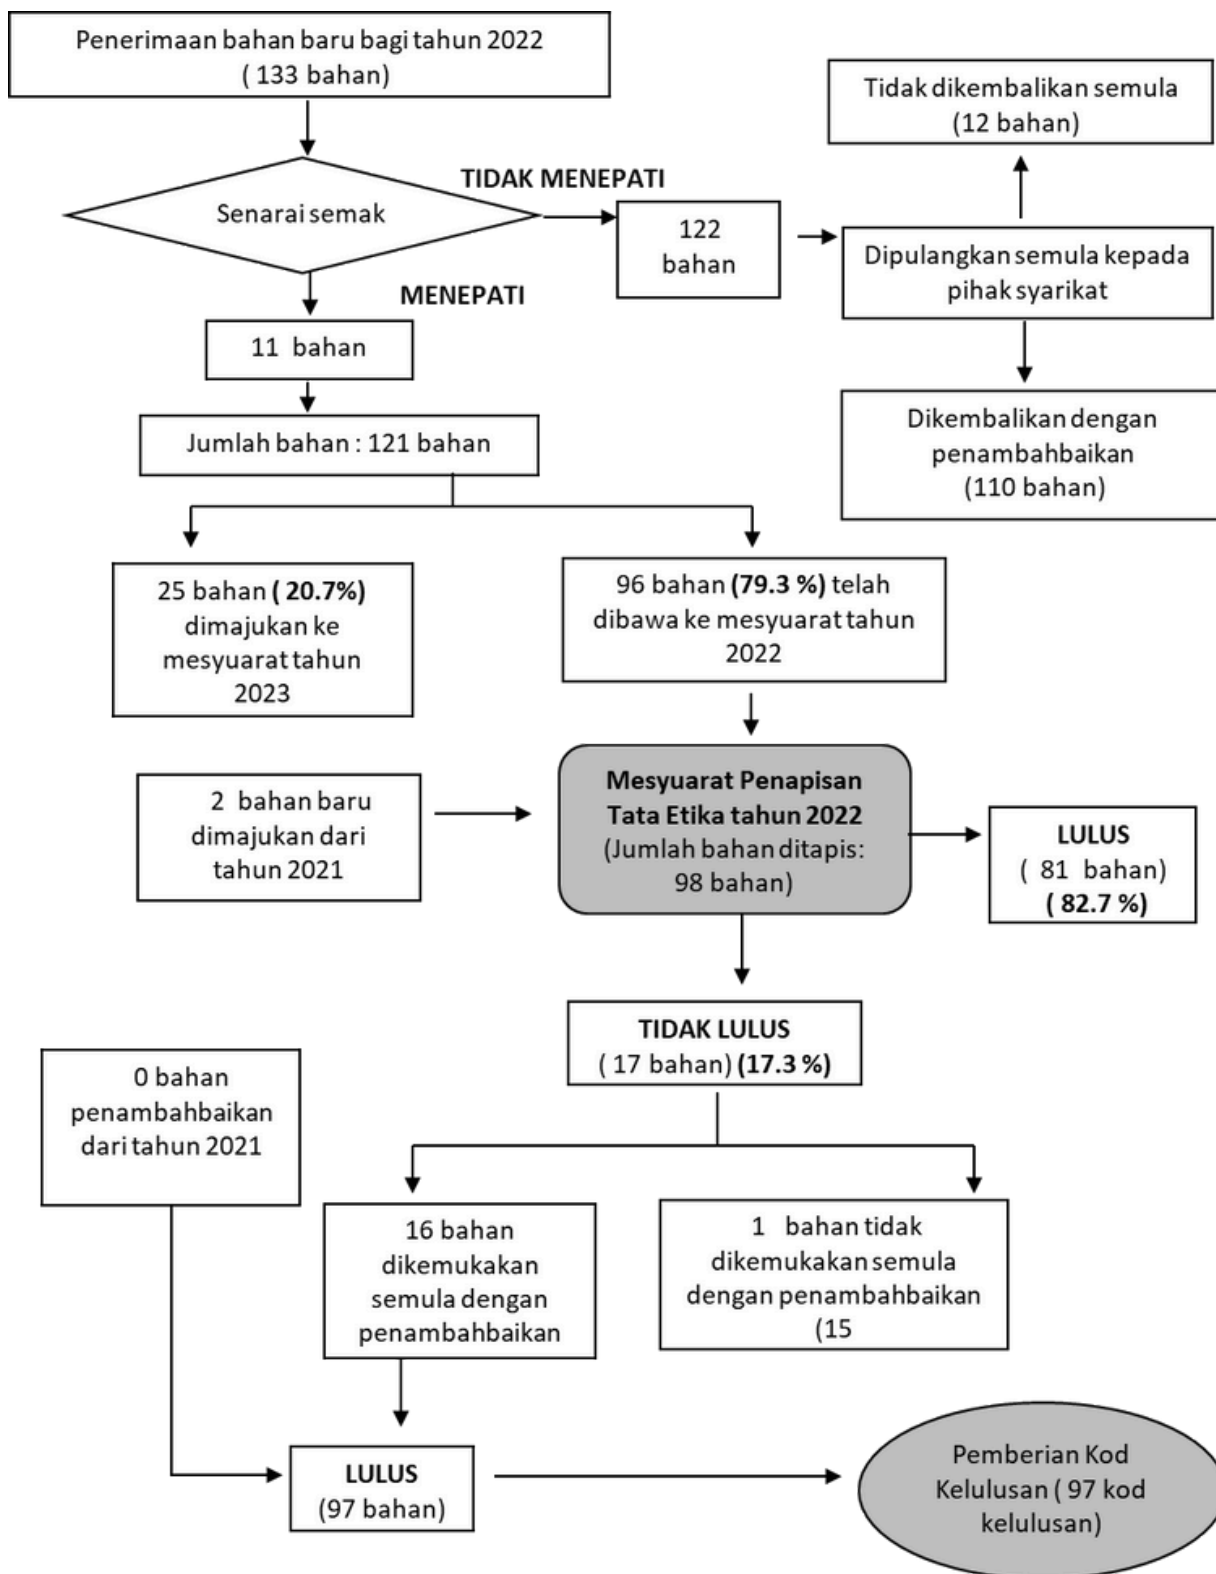 Penerimaan bahan baru bagi tahun 2022
( 133 bahan)
Tidak dikembalikan semula
(12 bahan)
TIDAK MENEPATI
Senarai semak
122
bahan
Dipulangkan semula kepada
pihak syarikat
MENEPATI
11 bahan
Jumlah bahan : 121 bahan
Dikembalikan dengan
penambahbaikan
(110 bahan)
25 bahan ( 20.7%)
dimajukan ke
mesyuarat tahun
2023
96 bahan (79.3 %) telah
dibawa ke mesyuarat tahun
2022
2 bahan baru
dimajukan dari
tahun 2021
Mesyuarat Penapisan
Tata Etika tahun 2022
(Jumlah bahan ditapis:
98 bahan)
LULUS
( 81 bahan)
( 82.7 %)
TIDAK LULUS
( 17 bahan) (17.3 %)
0 bahan
penambahbaikan
dari tahun 2021
16 bahan
dikemukakan
semula dengan
penambahbaikan
1 bahan tidak
dikemukakan semula
dengan penambahbaikan
(15
LULUS
(97 bahan)
Pemberian Kod
Kelulusan ( 97 kod
kelulusan)